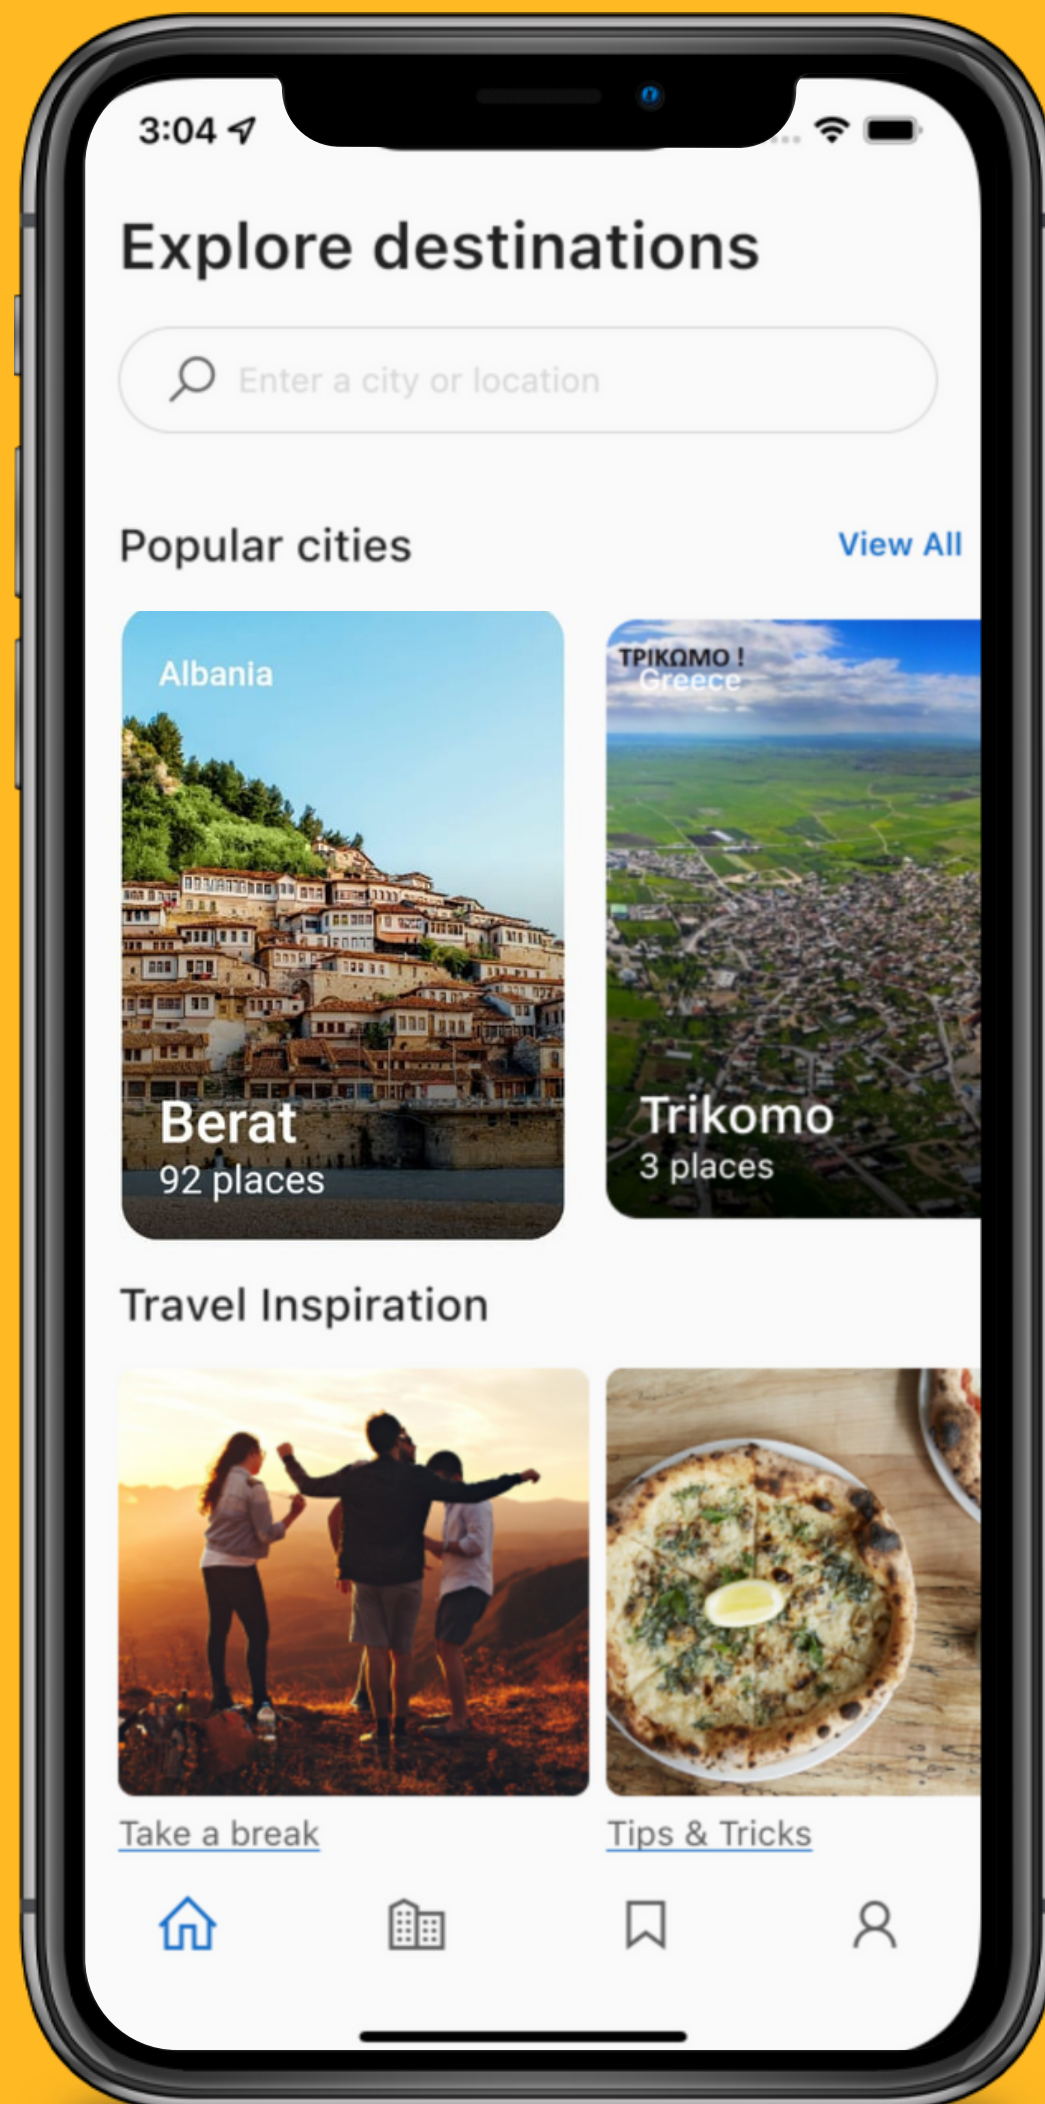 3:04
Explore destinations
Enter a city or location
Popular cities
View All
Albania
ΤΡΙΚΩΜΟ !
Greece
Berat
92 places
Trikomo
3 places
Travel Inspiration
Take a break
Tips & Tricks